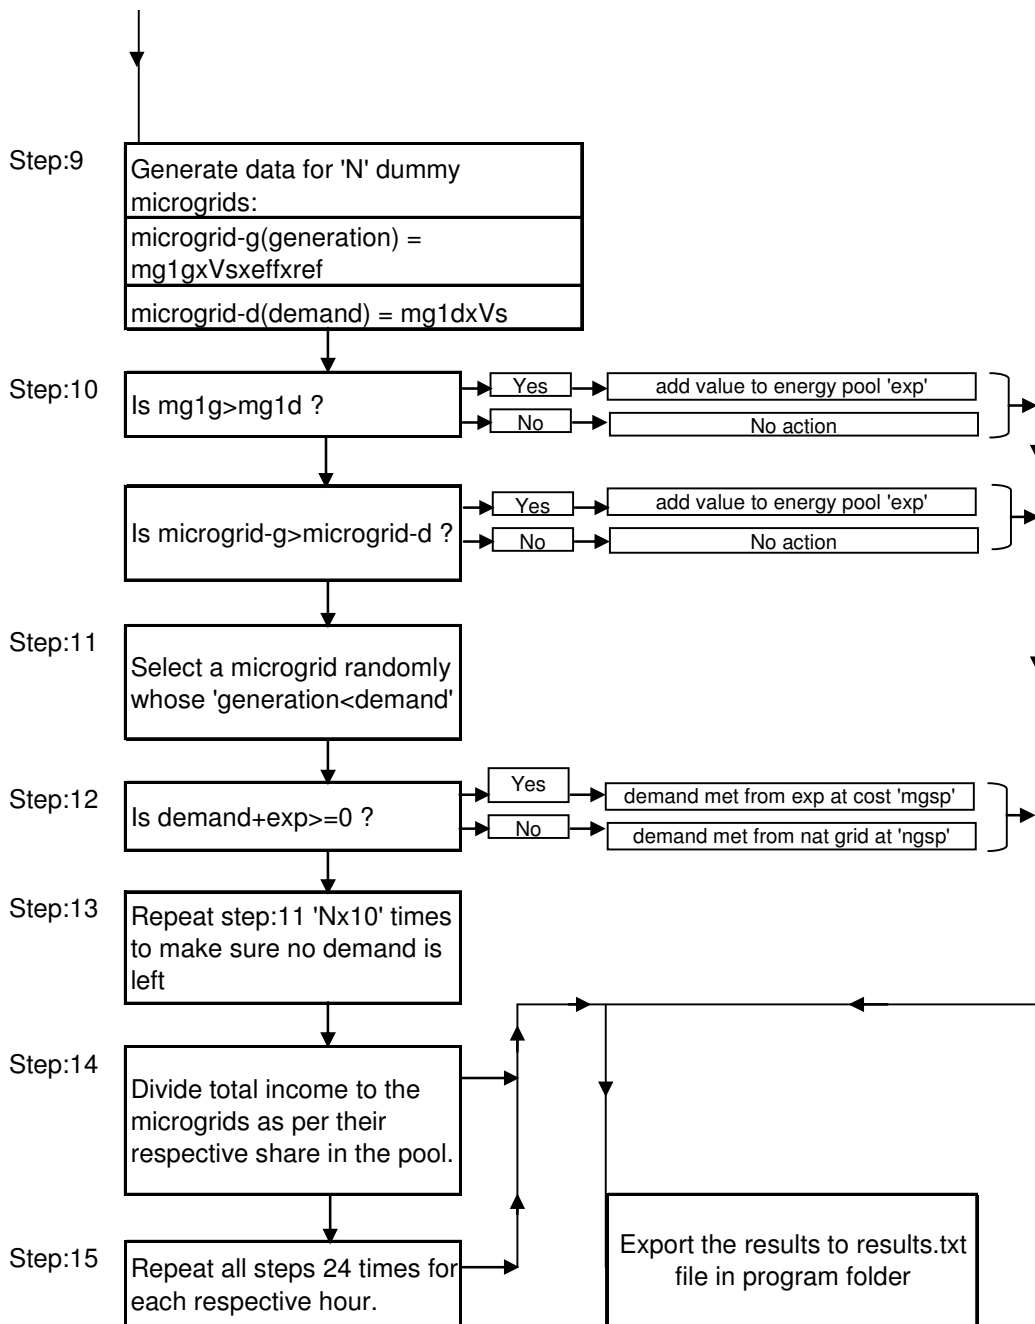 Step:9
Generate data for 'N' dummy
microgrids:
microgrid-g(generation) =
mg1gxVsxeffxref
microgrid-d(demand) = mg1dxVs
Step:10
Is mg1g>mg1d ?
Yes
add value to energy pool 'exp'
No
No action
Is microgrid-g>microgrid-d ?
Yes
add value to energy pool 'exp'
No
No action
Step:11
Select a microgrid randomly
whose 'generation<demand'
Step:12
Is demand+exp>=0 ?
Yes
demand met from exp at cost 'mgsp'
No
demand met from nat grid at 'ngsp'
Step:13
Repeat step:11 'Nx10' times
to make sure no demand is
left
Step:14
Divide total income to the
microgrids as per their
respective share in the pool.
Step:15
Repeat all steps 24 times for
each respective hour.
Export the results to results.txt
file in program folder